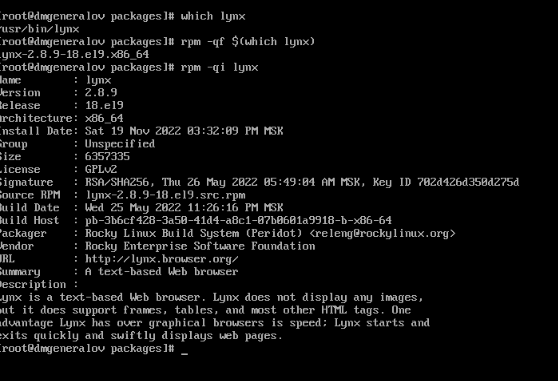 root@dmgeneralov packages]# which lynx
/usr/bin/lynx
root@dmgeneralov packages]# rpm -qf $(which lynx)
lynx-2.8.9-18.el9.x86_64
root@dmgeneralov packages]# rpm -qi lynx
Name        : lynx
Version     : 2.8.9
Release     : 18.el9
Architecture: x86_64
Install Date: Sat 19 Nov 2022 03:32:09 PM MSK
Group       : Unspecified
Size        : 6357335
License     : GPLv2
Signature   : RSA/SHA256, Thu 26 May 2022 05:49:04 AM MSK, Key ID 702d426d350d275d
Source RPM  : lynx-2.8.9-18.el9.src.rpm
Build Date  : Wed 25 May 2022 11:26:16 PM MSK
Build Host  : pb-3b6cf428-3a50-41d4-a8c1-07b0601a9918-b-x86-64
Packager    : Rocky Linux Build System (Peridot) <releng@rockylinux.org>
Vendor      : Rocky Enterprise Software Foundation
URL         : http://lynx.browser.org/
Summary     : A text-based Web browser
Description :
Lynx is a text-based Web browser. Lynx does not display any images,
but it does support frames, tables, and most other HTML tags. One
advantage Lynx has over graphical browsers is speed; Lynx starts and
exits quickly and swiftly displays web pages.
root@dmgeneralov packages]# _